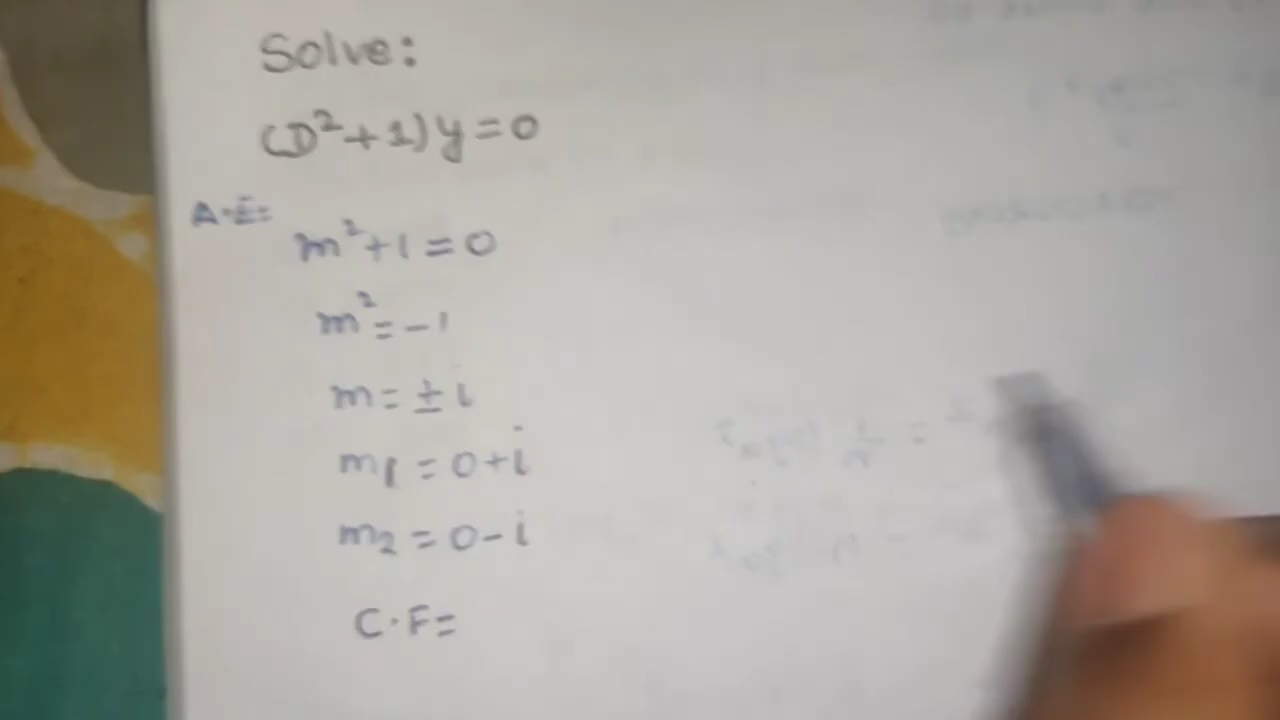 Solve:
(D²+1)y=0
A·E=
m²+1=0
m²=-1
m=±i
m₁=0+i
m₂=0-i
C·F=